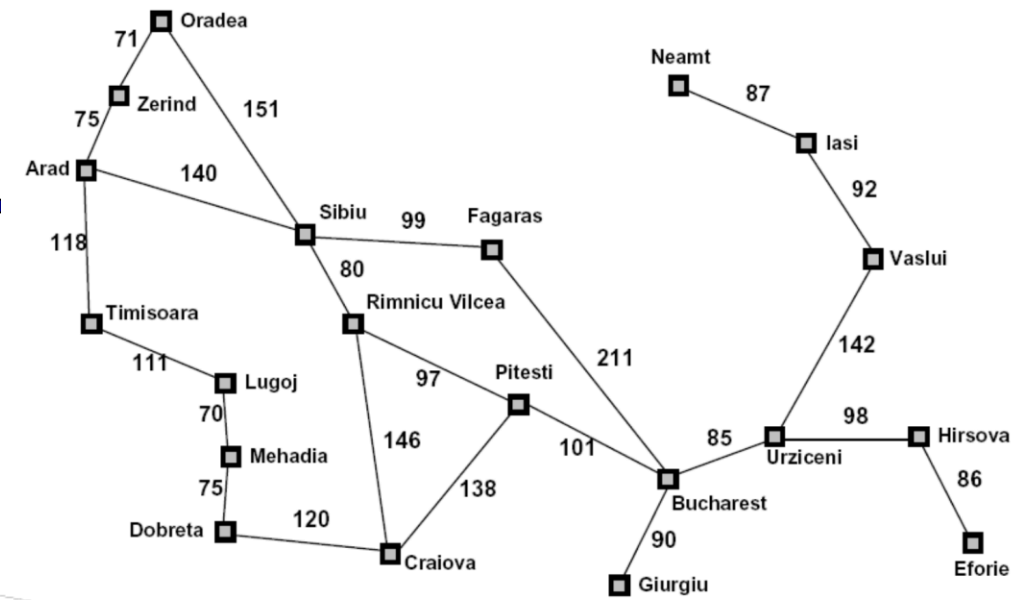 Oradea
71
Neamt
Zerind
87
75
151
Iasi
Arad
140
92
Sibiu
99
Fagaras
118
80
Vaslui
Timisoara
Rimnicu Vilcea
111
211
142
Lugoj
97
Pitesti
70
146
101
85
98
Hirsova
Mehadia
Urziceni
75
138
86
Dobreta
120
Bucharest
90
Craiova
Eforie
Giurgiu